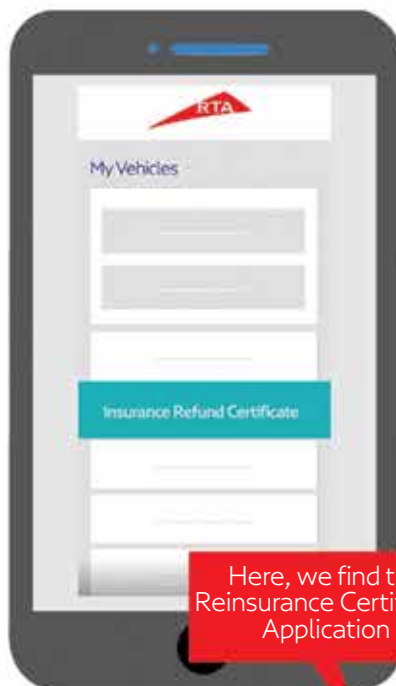 RTA
My Vehicles
Insurance Refund Certificate
Here, we find t
Reinsurance Certi
Application